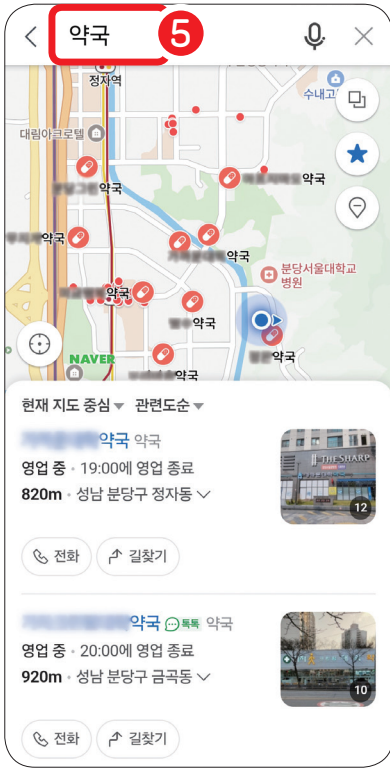 약국
5
정자역
수내고
대림아크로텔
약국
약국
약국
약국
분당서울대학교
병원
약국
약국
약국
NAVER
약국
현재 지도 중심 관련도순
약국 약국
영업 중 · 19:00에 영업 종료
820m · 성남 분당구 정자동
THE SHARP
12
전화 길찾기
약국 톡톡 약국
영업 중 · 20:00에 영업 종료
920m · 성남 분당구 금곡동
10
전화 길찾기